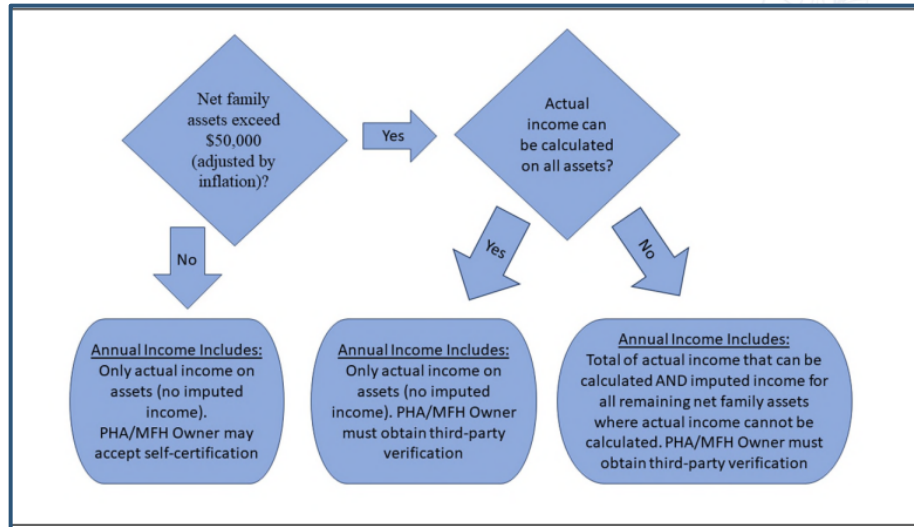 Net family
assets exceed
$50,000
(adjusted by
inflation)?
Yes
Actual
income can
be calculated
on all assets?
No
Yes
No
Annual Income Includes:
Only actual income on
assets (no imputed
income).
PHA/MFH Owner may
accept self-certification
Annual Income Includes:
Only actual income on
assets (no imputed
income). PHA/MFH Owner
must obtain third-party
verification
Annual Income Includes:
Total of actual income that can be
calculated AND imputed income for
all remaining net family assets
where actual income cannot be
calculated. PHA/MFH Owner must
obtain third-party verification